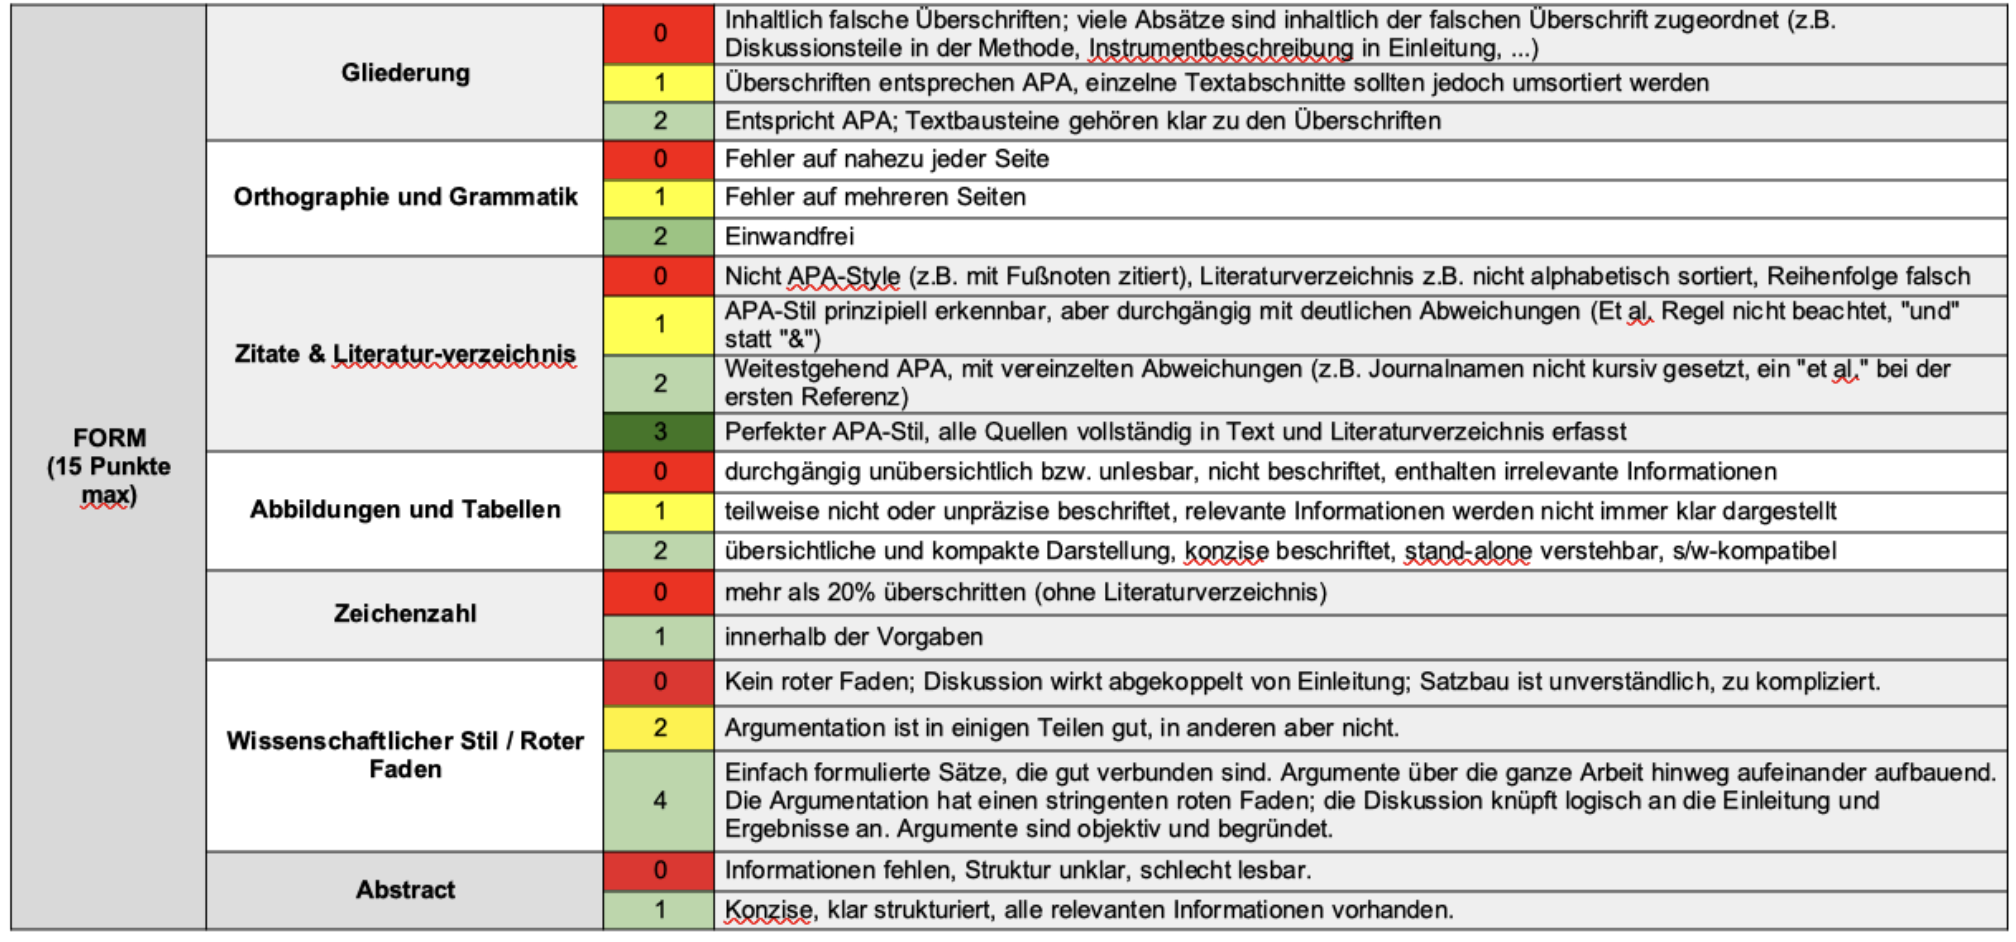 FORM
(15 Punkte
max)
Gliederung
0
Inhaltlich falsche Überschriften; viele Absätze sind inhaltlich der falschen Überschrift zugeordnet (z.B.
Diskussionsteile in der Methode, Instrumentbeschreibung in Einleitung, ...)
1
Überschriften entsprechen APA, einzelne Textabschnitte sollten jedoch umsortiert werden
2
Entspricht APA; Textbausteine gehören klar zu den Überschriften
Orthographie und Grammatik
0
Fehler auf nahezu jeder Seite
1
Fehler auf mehreren Seiten
2
Einwandfrei
Zitate & Literatur-verzeichnis
0
Nicht APA-Style (z.B. mit Fußnoten zitiert), Literaturverzeichnis z.B. nicht alphabetisch sortiert, Reihenfolge falsch
1
APA-Stil prinzipiell erkennbar, aber durchgängig mit deutlichen Abweichungen (Et al. Regel nicht beachtet, "und"
statt "&")
2
Weitestgehend APA, mit vereinzelten Abweichungen (z.B. Journalnamen nicht kursiv gesetzt, ein "et al." bei der
ersten Referenz)
3
Perfekter APA-Stil, alle Quellen vollständig in Text und Literaturverzeichnis erfasst
Abbildungen und Tabellen
0
durchgängig unübersichtlich bzw. unlesbar, nicht beschriftet, enthalten irrelevante Informationen
1
teilweise nicht oder unpräzise beschriftet, relevante Informationen werden nicht immer klar dargestellt
2
übersichtliche und kompakte Darstellung, konzise beschriftet, stand-alone verstehbar, s/w-kompatibel
Zeichenzahl
0
mehr als 20% überschritten (ohne Literaturverzeichnis)
1
innerhalb der Vorgaben
Wissenschaftlicher Stil / Roter
Faden
0
Kein roter Faden; Diskussion wirkt abgekoppelt von Einleitung; Satzbau ist unverständlich, zu kompliziert.
2
Argumentation ist in einigen Teilen gut, in anderen aber nicht.
4
Einfach formulierte Sätze, die gut verbunden sind. Argumente über die ganze Arbeit hinweg aufeinander aufbauend.
Die Argumentation hat einen stringenten roten Faden; die Diskussion knüpft logisch an die Einleitung und
Ergebnisse an. Argumente sind objektiv und begründet.
Abstract
0
Informationen fehlen, Struktur unklar, schlecht lesbar.
1
Konzise, klar strukturiert, alle relevanten Informationen vorhanden.